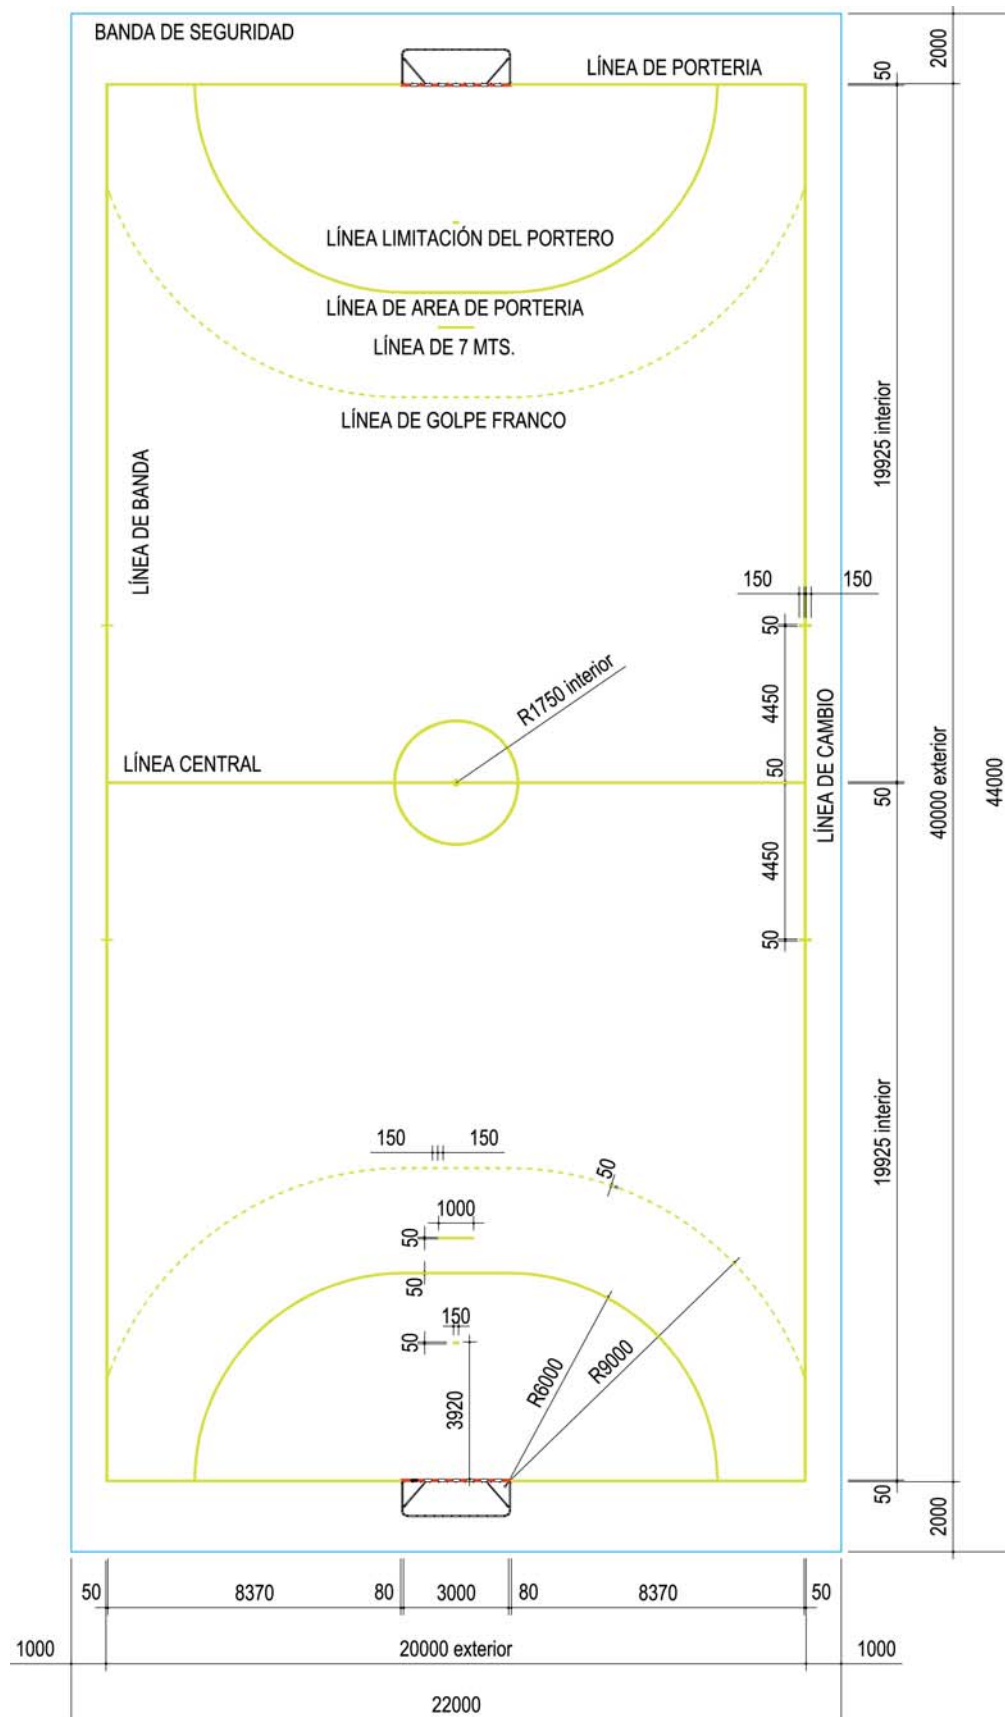 BANDA DE SEGURIDAD
LÍNEA DE PORTERIA
50
2000
LÍNEA LIMITACIÓN DEL PORTERO
LÍNEA DE AREA DE PORTERIA
LÍNEA DE 7 MTS.
LÍNEA DE GOLPE FRANCO
LÍNEA DE BANDA
19925 interior
150
150
50
4450
R1750 interior
LÍNEA CENTRAL
50
LÍNEA DE CAMBIO
50
40000 exterior
44000
4450
50
19925 interior
150
150
50
1000
50
50
150
50
3920
R6000
R9000
50
2000
50
8370
80
3000
80
8370
50
1000
20000 exterior
1000
22000